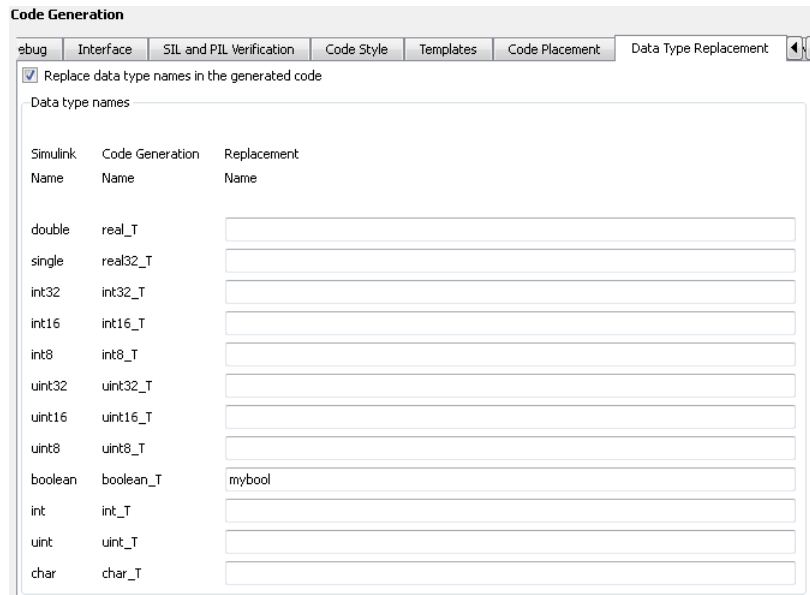 Code Generation
ebug Interface SIL and PIL Verification Code Style Templates Code Placement Data Type Replacement
Replace data type names in the generated code
Data type names
Simulink Code Generation Replacement
Name Name Name
double real_T
single real32_T
int32 int32_T
int16 int16_T
int8 int8_T
uint32 uint32_T
uint16 uint16_T
uint8 uint8_T
boolean boolean_T mybool
int int_T
uint uint_T
char char_T